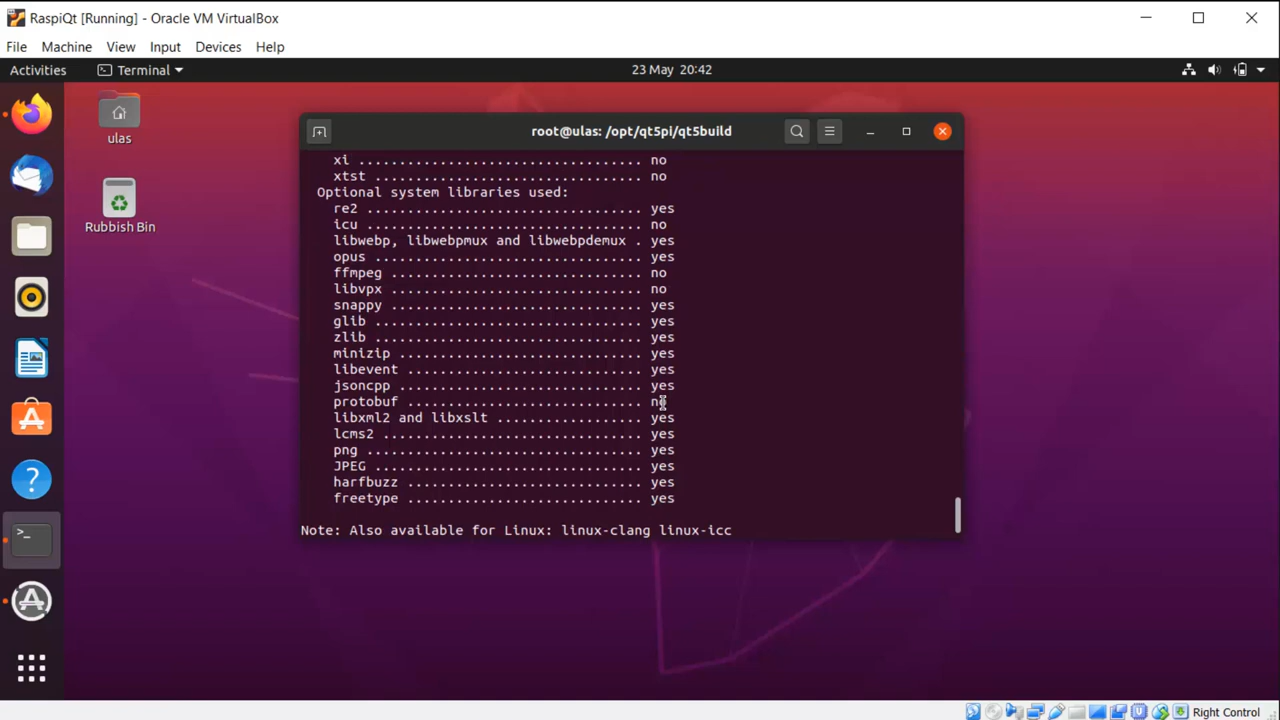 RaspiQt [Running] - Oracle VM VirtualBox
File Machine View Input Devices Help
Activities Terminal 23 May 20:42
ulas
Rubbish Bin
root@ulas: /opt/qt5pi/qt5build
xi ................................... no
xtst ................................. no
Optional system libraries used:
re2 .................................. yes
icu .................................. no
libwebp, libwebpmux and libwebpdemux . yes
opus ................................. yes
ffmpeg ............................... no
libvpx ............................... no
snappy ............................... yes
glib ................................. yes
zlib ................................. yes
minizip .............................. yes
libevent ............................. yes
jsoncpp .............................. yes
protobuf ............................. no
libxml2 and libxslt .................. yes
lcms2 ................................ yes
png .................................. yes
JPEG ................................. yes
harfbuzz ............................. yes
freetype ............................. yes
Note: Also available for Linux: linux-clang linux-icc
Right Control